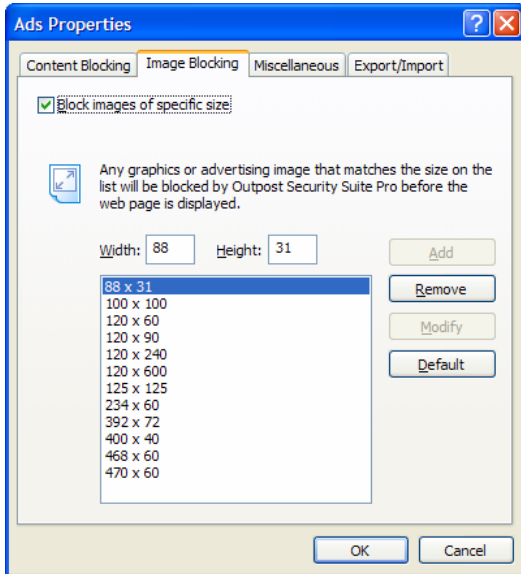 Ads Properties
Content Blocking Image Blocking Miscellaneous Export/Import
Block images of specific size
Any graphics or advertising image that matches the size on the
list will be blocked by Outpost Security Suite Pro before the
web page is displayed.
Width: 88 Height: 31 Add
88 x 31 Remove
100 x 100
120 x 60 Modify
120 x 90
120 x 240 Default
120 x 600
125 x 125
234 x 60
392 x 72
400 x 40
468 x 60
470 x 60
OK Cancel